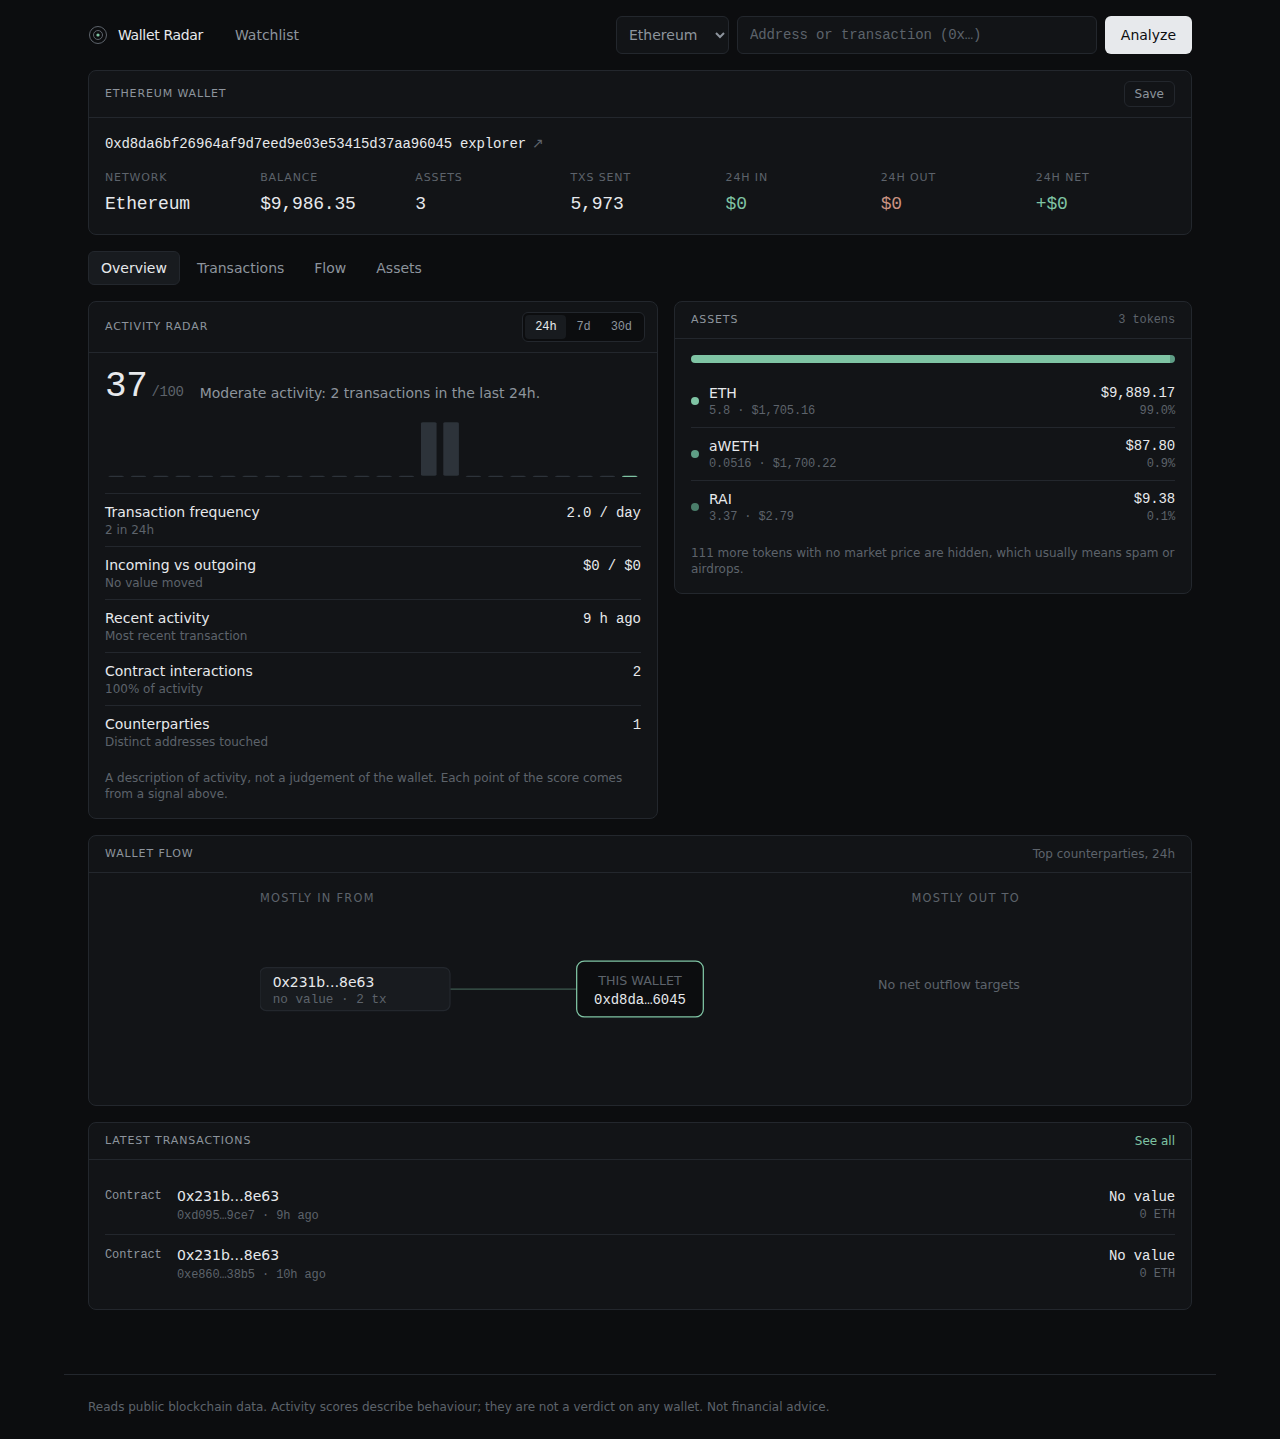 Wallet Radar
Watchlist
Ethereum
Address or transaction (0x…)
Analyze
ETHEREUM WALLET
Save
0xd8da6bf26964af9d7eed9e03e53415d37aa96045 explorer ↗
NETWORK BALANCE ASSETS TXS SENT 24H IN 24H OUT 24H NET
Ethereum $9,986.35 3 5,973 $0 $0 +$0
Overview Transactions Flow Assets
ACTIVITY RADAR
24h 7d 30d
37 /100 Moderate activity: 2 transactions in the last 24h.
Transaction frequency 2.0 / day
2 in 24h
Incoming vs outgoing $0 / $0
No value moved
Recent activity 9 h ago
Most recent transaction
Contract interactions 2
100% of activity
Counterparties 1
Distinct addresses touched
A description of activity, not a judgement of the wallet. Each point of the score comes
from a signal above.
ASSETS 3 tokens
ETH $9,889.17
5.8 · $1,705.16 99.0%
aWETH $87.80
0.0516 · $1,700.22 0.9%
RAI $9.38
3.37 · $2.79 0.1%
111 more tokens with no market price are hidden, which usually means spam or
airdrops.
WALLET FLOW Top counterparties, 24h
MOSTLY IN FROM MOSTLY OUT TO
0x231b…8e63
no value · 2 tx
THIS WALLET
0xd8da…6045
No net outflow targets
LATEST TRANSACTIONS See all
Contract 0x231b…8e63 No value
0xd095…9ce7 · 9h ago 0 ETH
Contract 0x231b…8e63 No value
0xe860…38b5 · 10h ago 0 ETH
Reads public blockchain data. Activity scores describe behaviour; they are not a verdict on any wallet. Not financial advice.